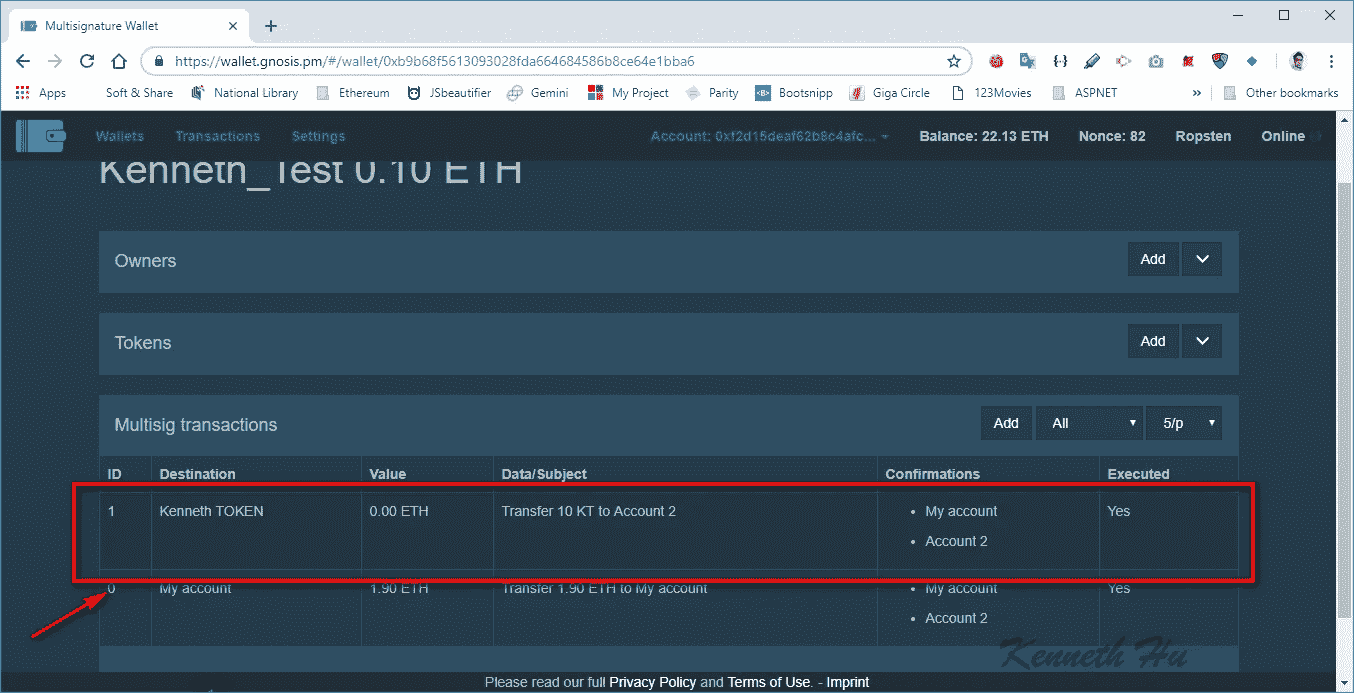 Multisignature Wallet
https://wallet.gnosis.pm/#/wallet/0xb9b68f5613093028fda664684586b8ce64e1bba6
Apps Soft & Share National Library Ethereum JSbeautifier Gemini My Project Parity Bootsnipp Giga Circle 123Movies ASPNET » Other bookmarks
Wallets Transactions Settings Account: 0xf2d15deaf62b8c4afc... Balance: 22.13 ETH Nonce: 82 Ropsten Online
Kenneth_Test 0.10 ETH
Owners Add
Tokens Add
Multisig transactions Add All 5/p
ID Destination Value Data/Subject Confirmations Executed
1 Kenneth TOKEN 0.00 ETH Transfer 10 KT to Account 2 • My account Yes
• Account 2
0 My account 1.90 ETH Transfer 1.90 ETH to My account • My account Yes
• Account 2
Kenneth Hu
Please read our full Privacy Policy and Terms of Use. - Imprint